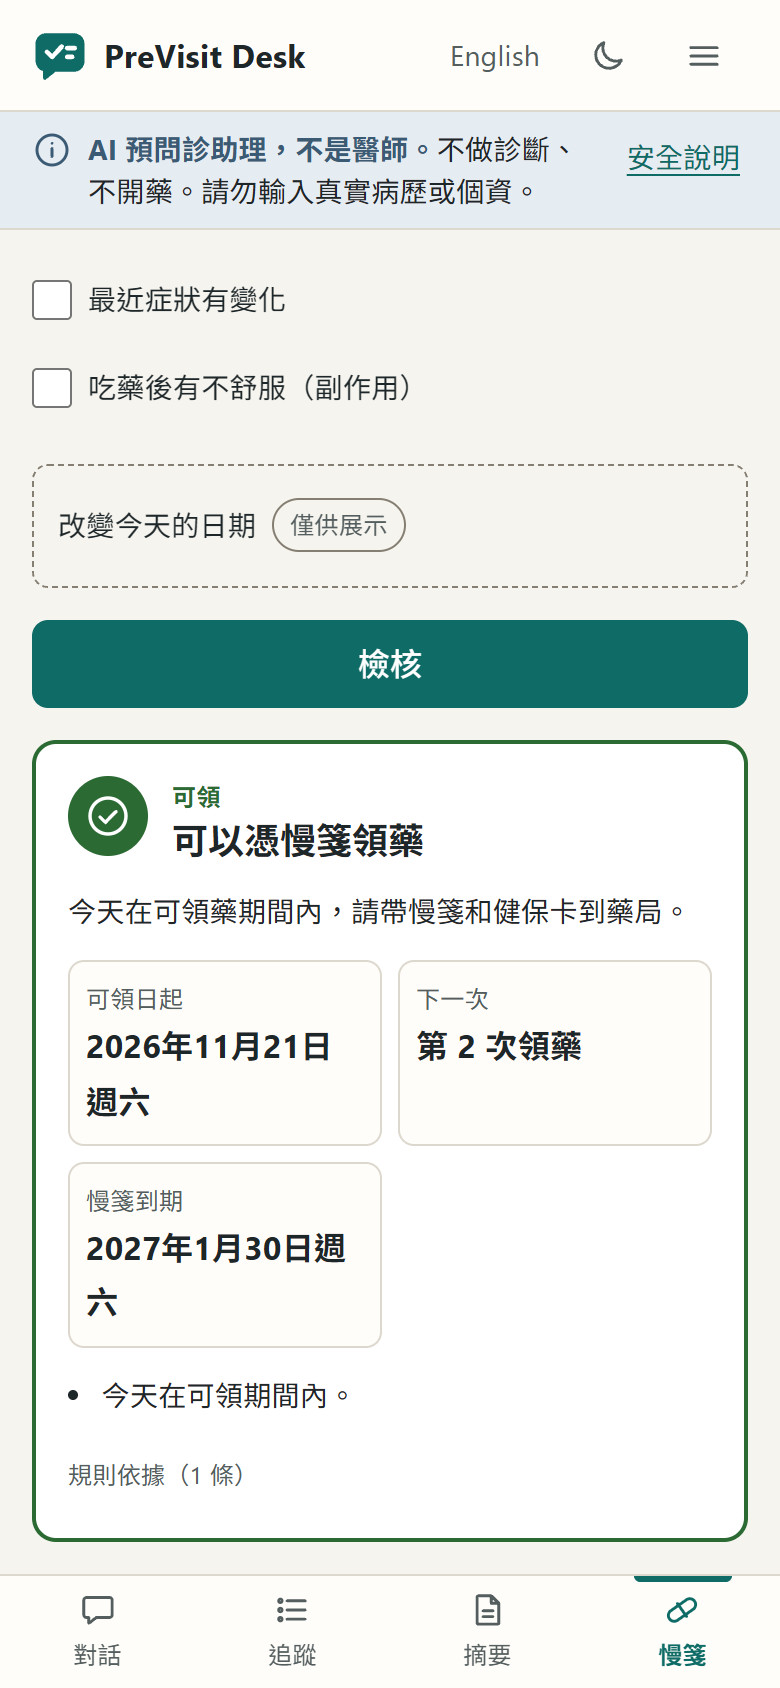 PreVisit Desk
English
AI 預問診助理，不是醫師。不做診斷、
不開藥。請勿輸入真實病歷或個資。
安全說明
最近症狀有變化
吃藥後有不舒服（副作用）
改變今天的日期
僅供展示
檢核
可領
可以憑慢箋領藥
今天在可領藥期間內，請帶慢箋和健保卡到藥局。
可領日起
2026年11月21日
週六
下一次
第 2 次領藥
慢箋到期
2027年1月30日週
六
今天在可領期間內。
規則依據（1 條）
對話
追蹤
摘要
慢箋